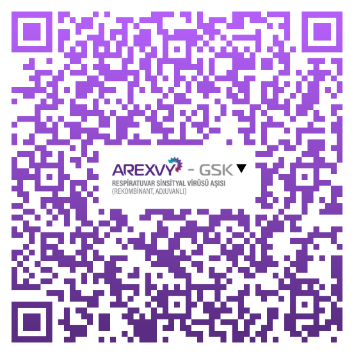 AREXVY - GSK▼
RESPİRATUVAR SİNSİTYAL VİRÜSÜ AŞISI
(REKOMBİNANT, ADJUVANLI)